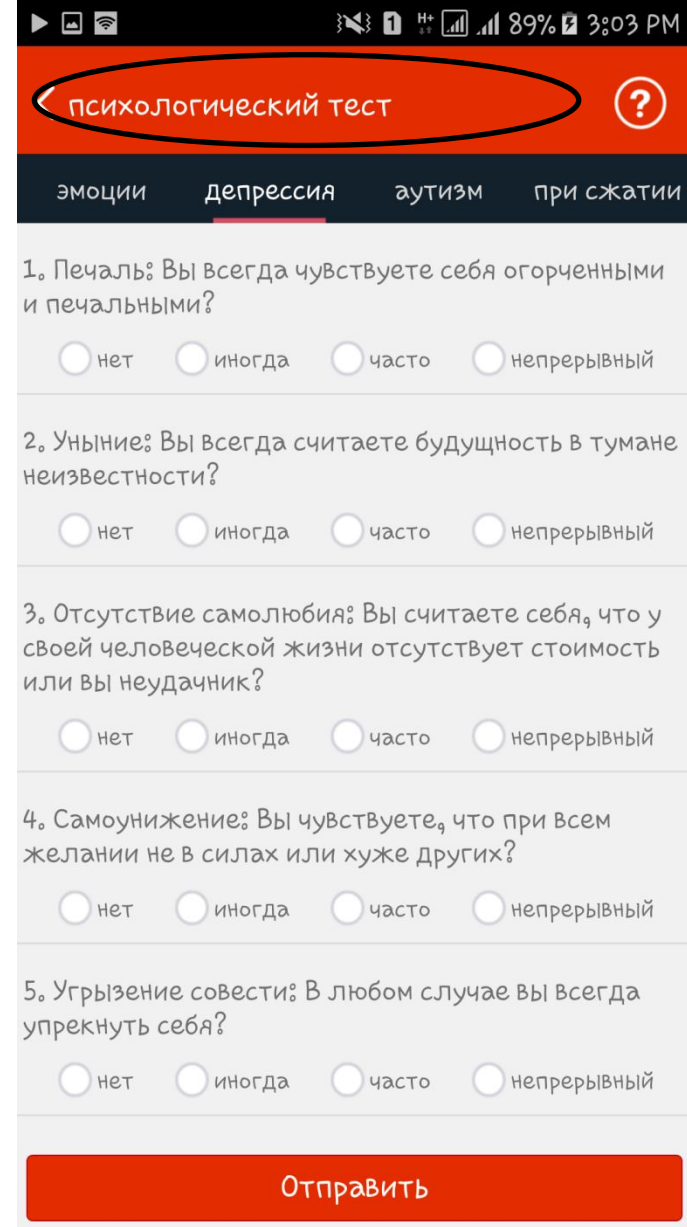 1 H+ 89% 3:03 PM
психологический тест ?
эмоции депрессия аутизм при сжатии
1. Печаль: Вы всегда чувствуете себя огорченными
и печальными?
нет иногда часто непрерывный
2. Уныние: Вы всегда считаете будущность в тумане
неизвестности?
нет иногда часто непрерывный
3. Отсутствие самолюбия: Вы считаете себя, что у
своей человеческой жизни отсутствует стоимость
или вы неудачник?
нет иногда часто непрерывный
4. Самоунижение: Вы чувствуете, что при всем
желании не в силах или хуже других?
нет иногда часто непрерывный
5. Угрызение совести: В любом случае вы всегда
упрекнуть себя?
нет иногда часто непрерывный
Отправить